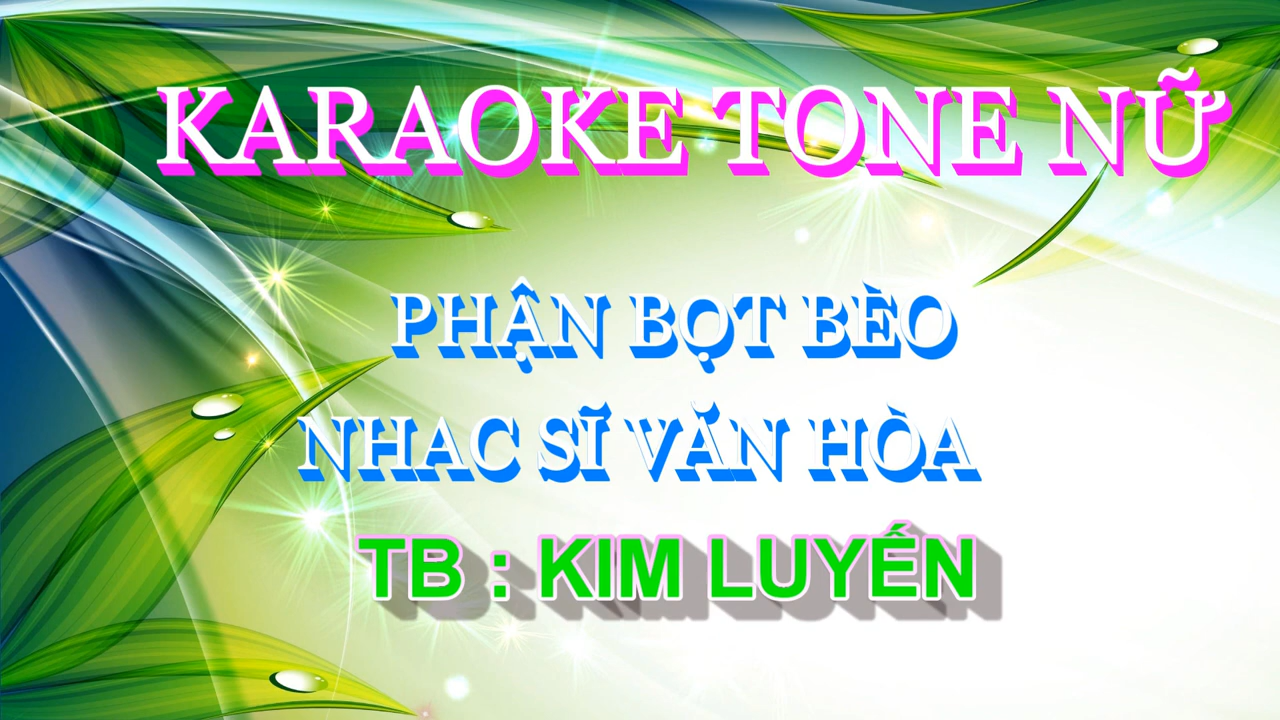 KARAOKE TONE NỮ
PHẬN BỌT BÈO
NHAC SĨ VĂN HÒA
TB : KIM LUYẾN